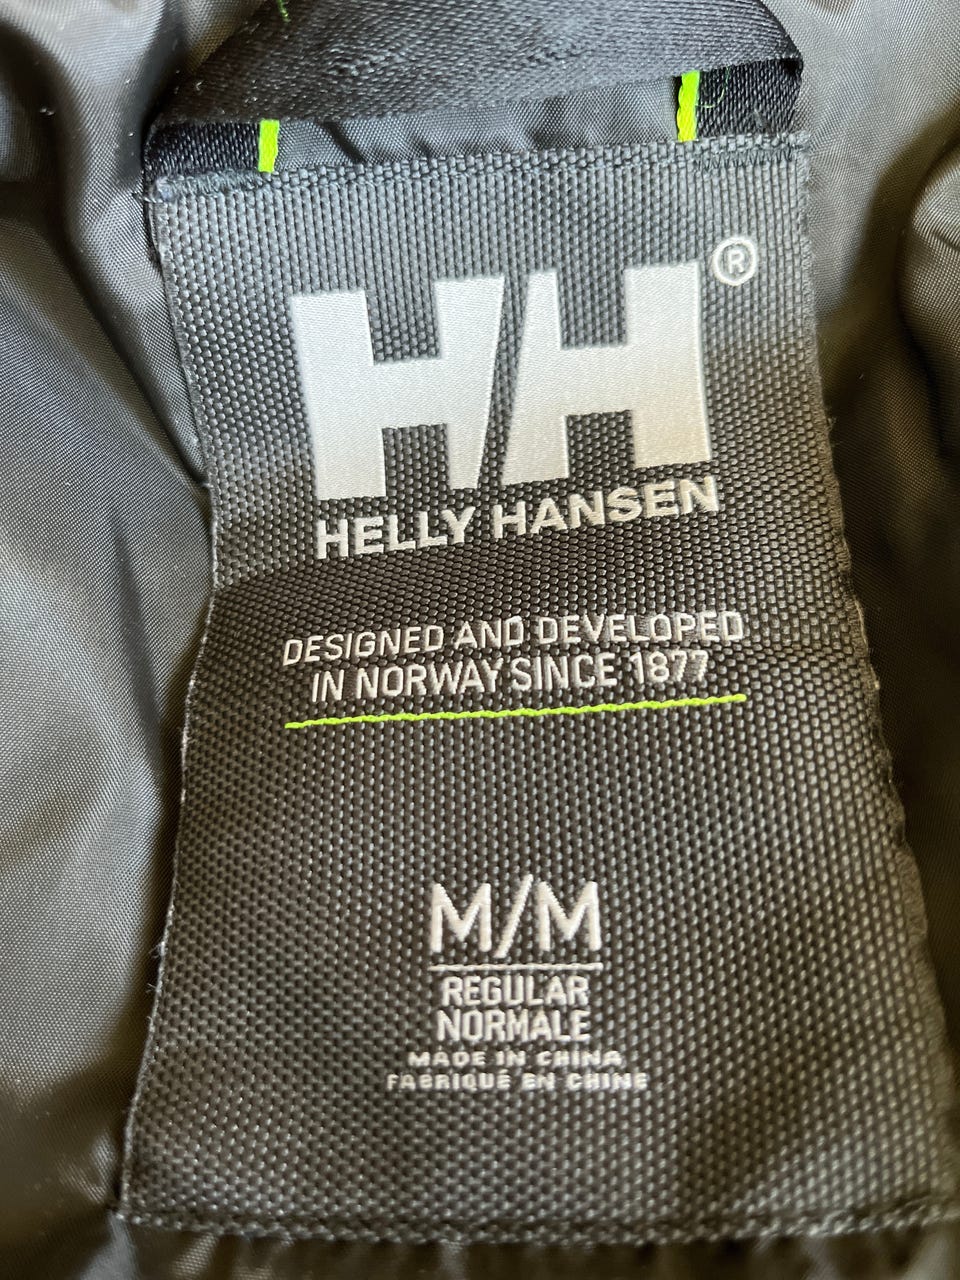 HH®
HELLY HANSEN
DESIGNED AND DEVELOPED
IN NORWAY SINCE 1877
M/M
REGULAR
NORMALE
MADE IN CHINA
FABRIQUÉ EN CHINE